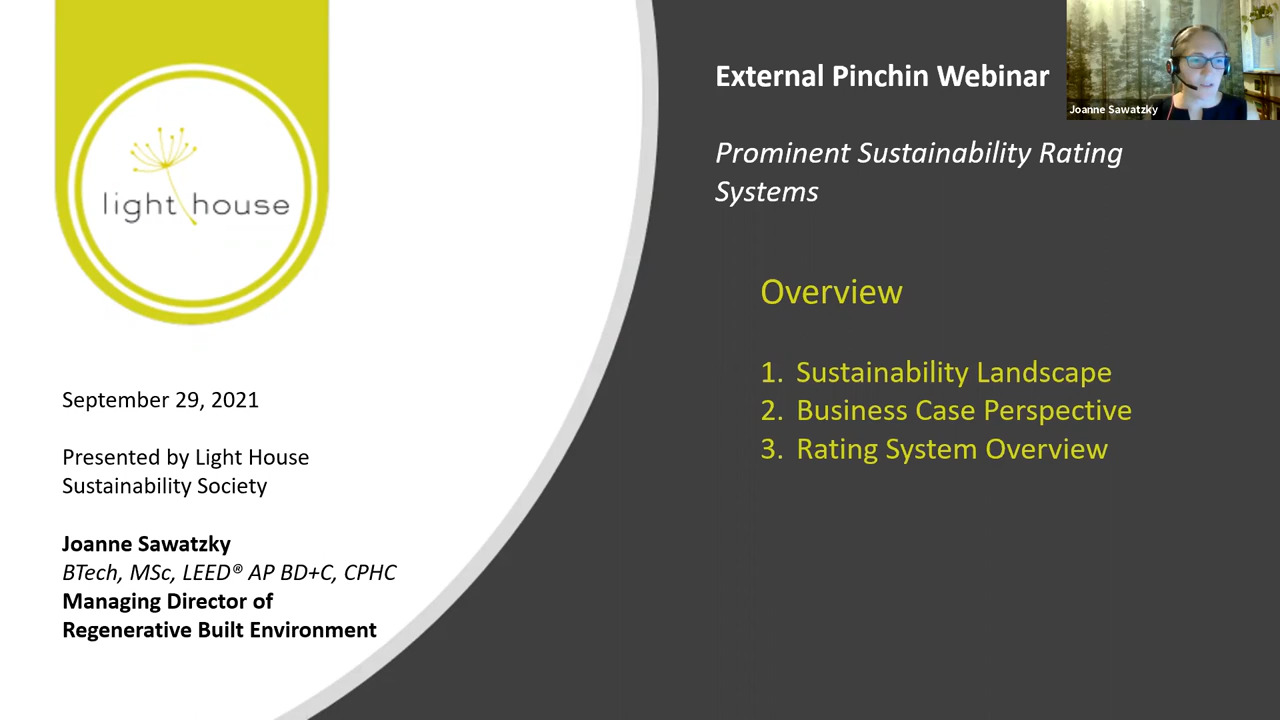 light house
September 29, 2021
Presented by Light House
Sustainability Society
Joanne Sawatzky
BTech, MSc, LEED® AP BD+C, CPHC
Managing Director of
Regenerative Built Environment
External Pinchin Webinar
Prominent Sustainability Rating
Systems
Overview
1. Sustainability Landscape
2. Business Case Perspective
3. Rating System Overview
Joanne Sawatzky